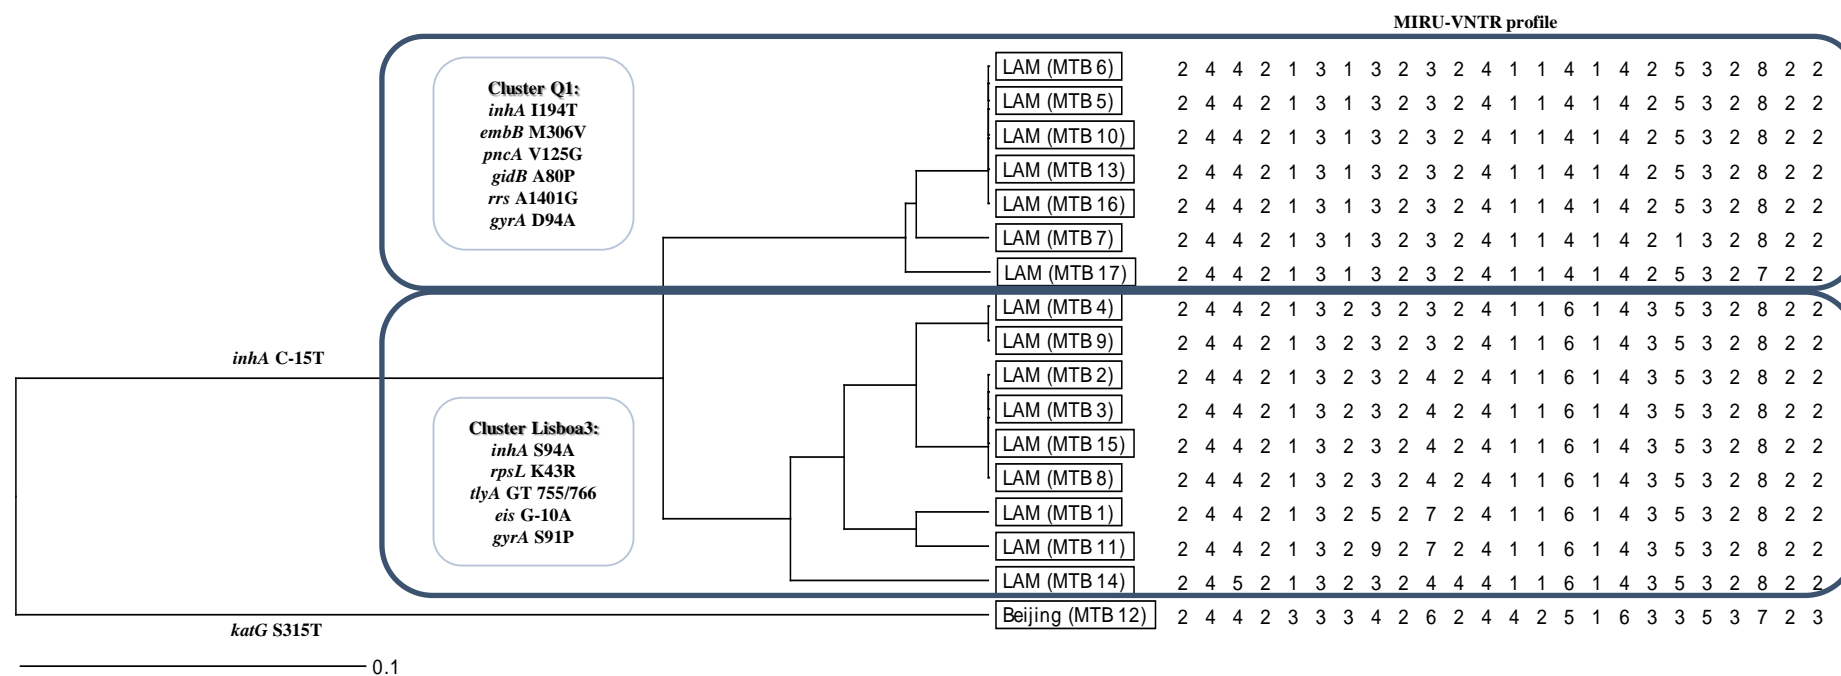 MIRU-VNTR profile
Cluster Q1:
inhA I194T
embB M306V
pncA V125G
gidB A80P
rrs A1401G
gyrA D94A
LAM (MTB 6) 2 4 4 2 1 3 1 3 2 3 2 4 1 1 4 1 4 2 5 3 2 8 2 2
LAM (MTB 5) 2 4 4 2 1 3 1 3 2 3 2 4 1 1 4 1 4 2 5 3 2 8 2 2
LAM (MTB 10) 2 4 4 2 1 3 1 3 2 3 2 4 1 1 4 1 4 2 5 3 2 8 2 2
LAM (MTB 13) 2 4 4 2 1 3 1 3 2 3 2 4 1 1 4 1 4 2 5 3 2 8 2 2
LAM (MTB 16) 2 4 4 2 1 3 1 3 2 3 2 4 1 1 4 1 4 2 5 3 2 8 2 2
LAM (MTB 7) 2 4 4 2 1 3 1 3 2 3 2 4 1 1 4 1 4 2 1 3 2 8 2 2
LAM (MTB 17) 2 4 4 2 1 3 1 3 2 3 2 4 1 1 4 1 4 2 5 3 2 7 2 2
LAM (MTB 4) 2 4 4 2 1 3 2 3 2 3 2 4 1 1 6 1 4 3 5 3 2 8 2 2
LAM (MTB 9) 2 4 4 2 1 3 2 3 2 3 2 4 1 1 6 1 4 3 5 3 2 8 2 2
inhA C-15T
LAM (MTB 2) 2 4 4 2 1 3 2 3 2 4 2 4 1 1 6 1 4 3 5 3 2 8 2 2
LAM (MTB 3) 2 4 4 2 1 3 2 3 2 4 2 4 1 1 6 1 4 3 5 3 2 8 2 2
LAM (MTB 15) 2 4 4 2 1 3 2 3 2 4 2 4 1 1 6 1 4 3 5 3 2 8 2 2
LAM (MTB 8) 2 4 4 2 1 3 2 3 2 4 2 4 1 1 6 1 4 3 5 3 2 8 2 2
LAM (MTB 1) 2 4 4 2 1 3 2 5 2 7 2 4 1 1 6 1 4 3 5 3 2 8 2 2
LAM (MTB 11) 2 4 4 2 1 3 2 9 2 7 2 4 1 1 6 1 4 3 5 3 2 8 2 2
LAM (MTB 14) 2 4 5 2 1 3 2 3 2 4 4 4 1 1 6 1 4 3 5 3 2 8 2 2
Cluster Lisboa3:
inhA S94A
rpsL K43R
tlyA GT 755/766
eis G-10A
gyrA S91P
Beijing (MTB 12) 2 4 4 2 3 3 3 4 2 6 2 4 4 2 5 1 6 3 3 5 3 7 2 3
katG S315T
0.1